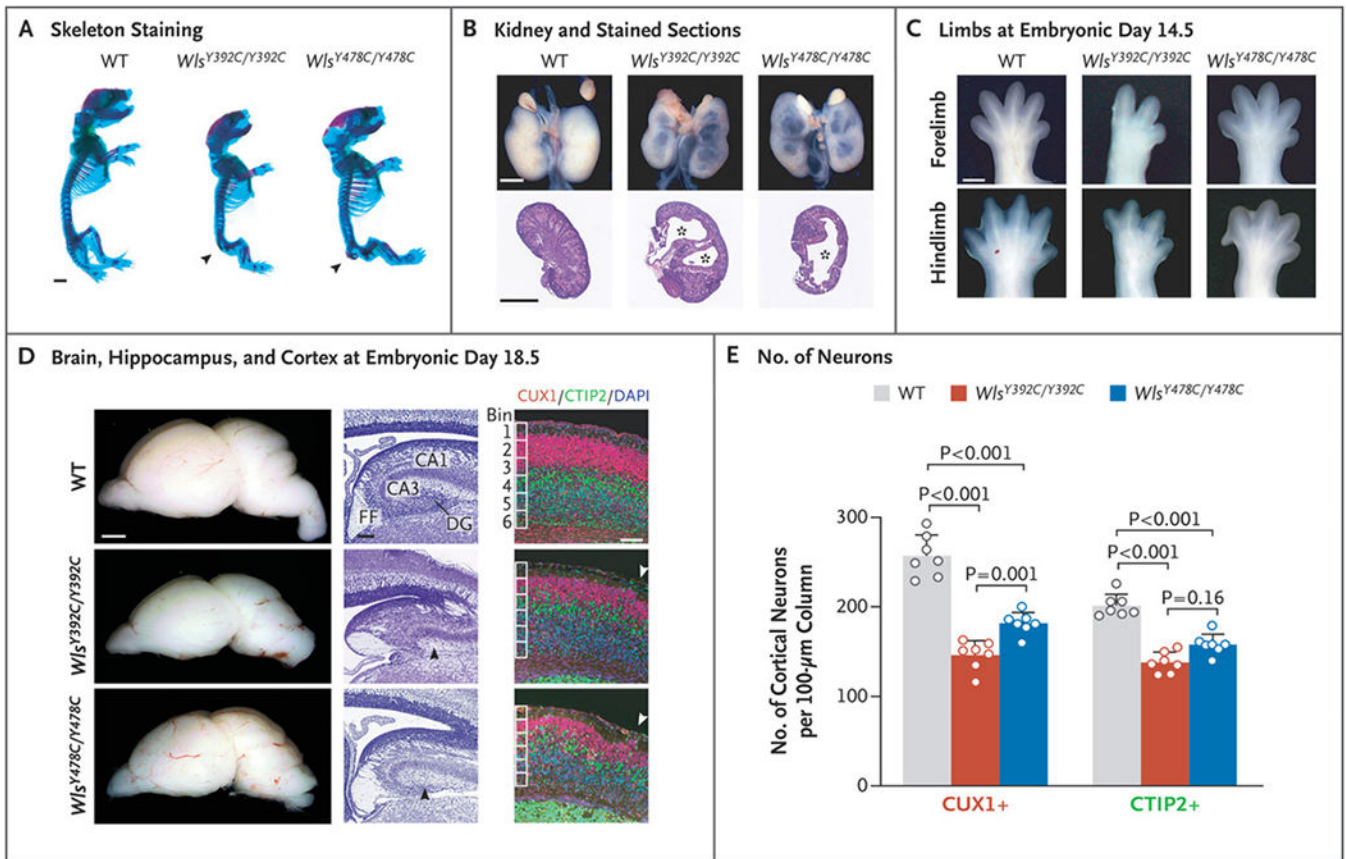 A Skeleton Staining
WT Wls^Y392C/Y392C Wls^Y478C/Y478C
B Kidney and Stained Sections
WT Wls^Y392C/Y392C Wls^Y478C/Y478C
C Limbs at Embryonic Day 14.5
WT Wls^Y392C/Y392C Wls^Y478C/Y478C
Forelimb
Hindlimb
D Brain, Hippocampus, and Cortex at Embryonic Day 18.5
CUX1/CTIP2/DAPI
WT
CA1
CA3
FF
DG
Bin
1
2
3
4
5
6
Wls^Y392C/Y392C
Wls^Y478C/Y478C
E No. of Neurons
WT Wls^Y392C/Y392C Wls^Y478C/Y478C
No. of Cortical Neurons
per 100-µm Column
300
200
100
0
P<0.001
P<0.001
P=0.001
P<0.001
P<0.001
P=0.16
CUX1+ CTIP2+